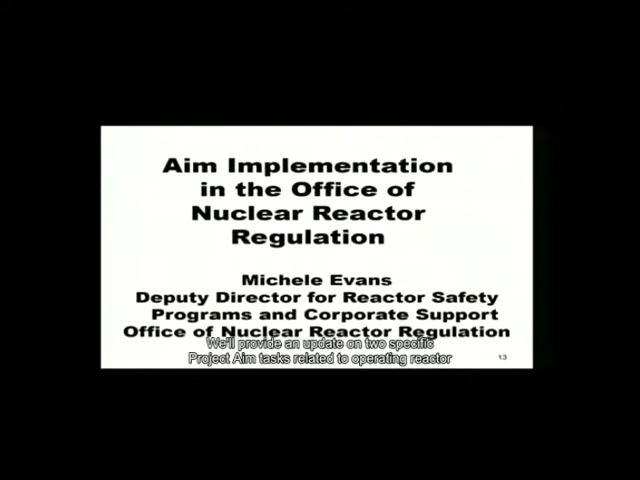 Aim Implementation
in the Office of
Nuclear Reactor
Regulation
Michele Evans
Deputy Director for Reactor Safety
Programs and Corporate Support
Office of Nuclear Reactor Regulation
We'll provide an update on two specific
Project Aim tasks related to operating reactor
13